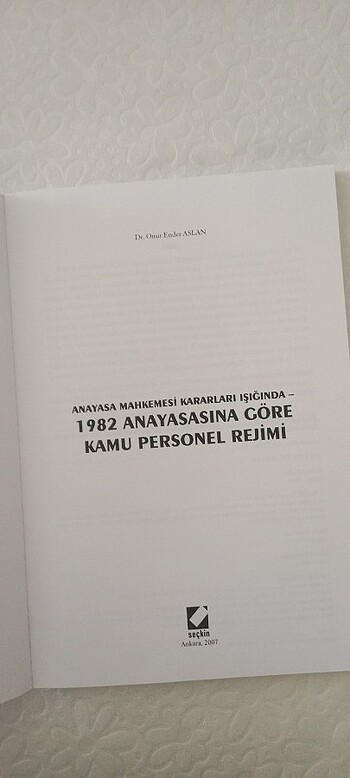 Dr. Onur Ender ASLAN
ANAYASA MAHKEMESİ KARARLARI IŞIĞINDA –
1982 ANAYASASINA GÖRE
KAMU PERSONEL REJİMİ
seçkin
Ankara, 2007